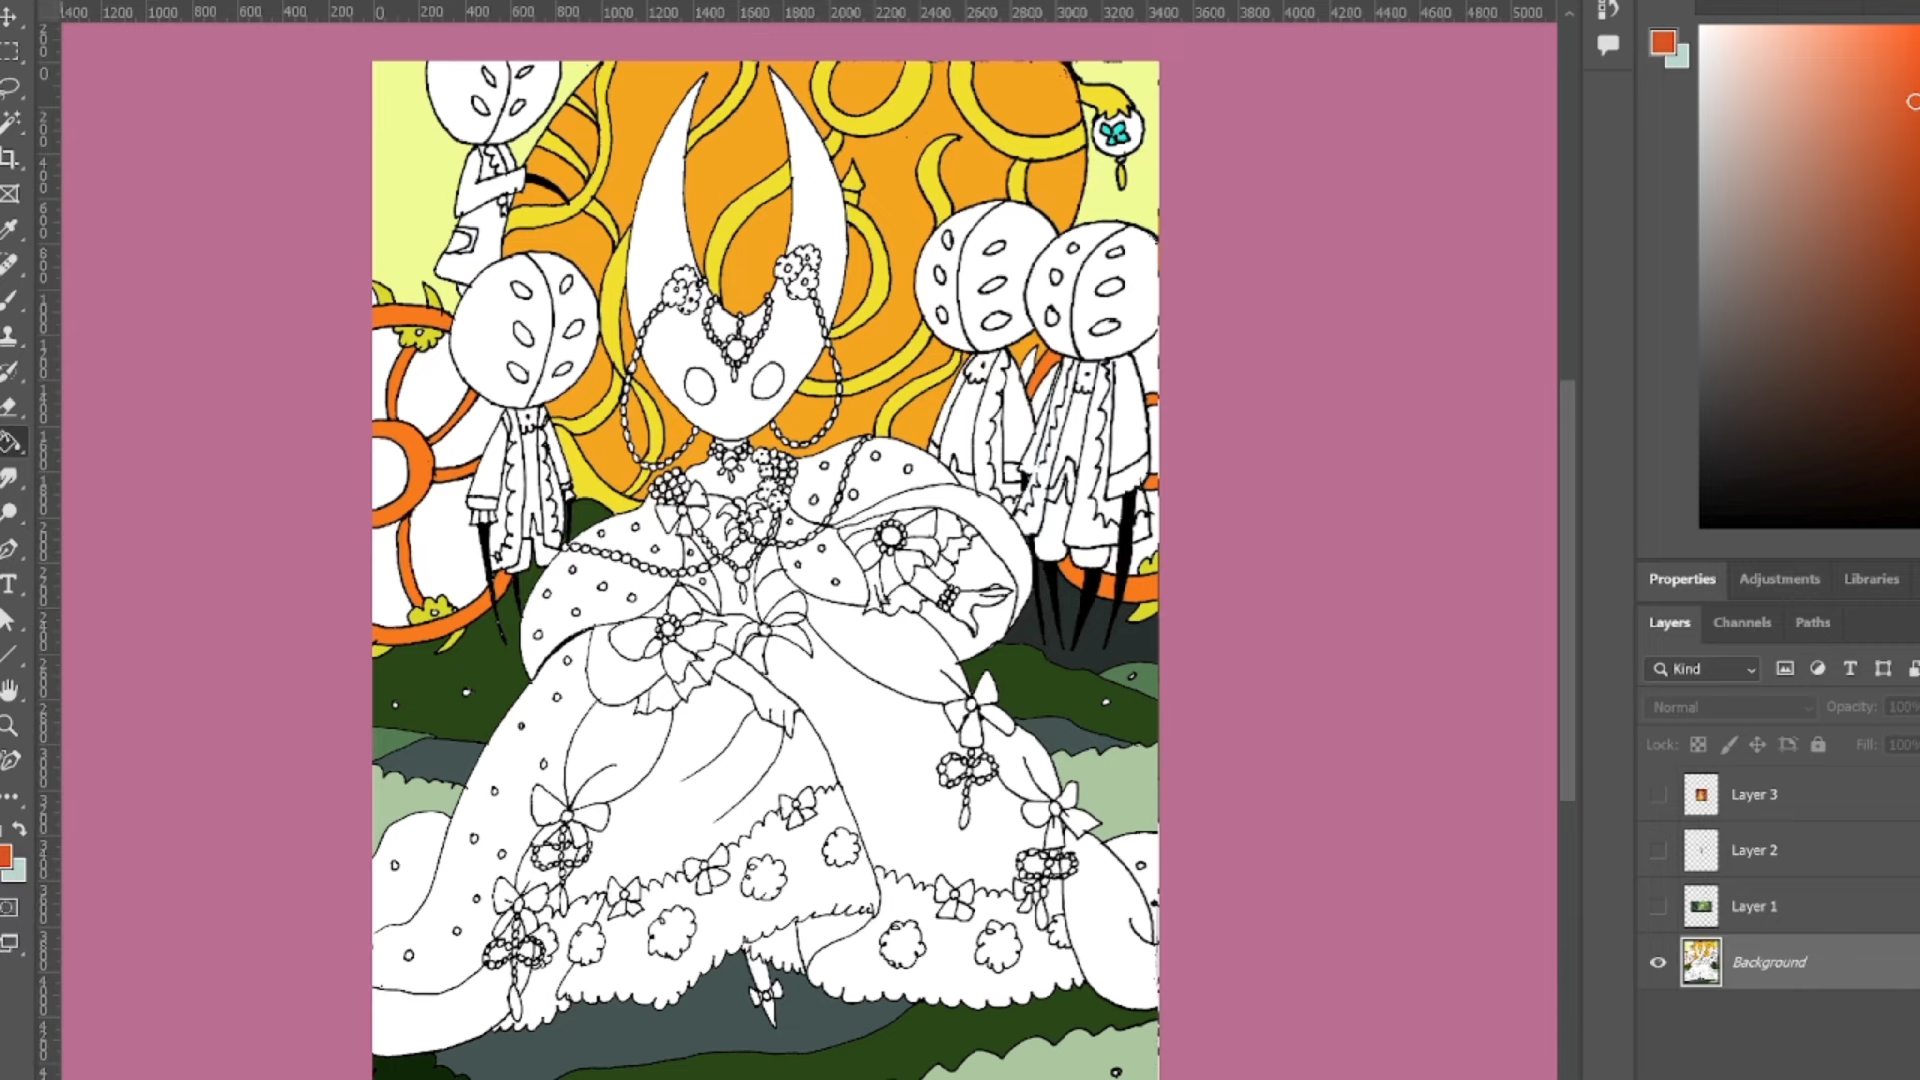 1400 1200 1000 800 600 400 200 0 200 400 600 800 1000 1200 1400 1600 1800 2000 2200 2400 2600 2800 3000 3200 3400 3600 3800 4000 4200 4400 4600 4800 5000
Properties Adjustments Libraries
Layers Channels Paths
Kind
Normal Opacity: 100%
Lock: Fill: 100%
Layer 3
Layer 2
Layer 1
Background